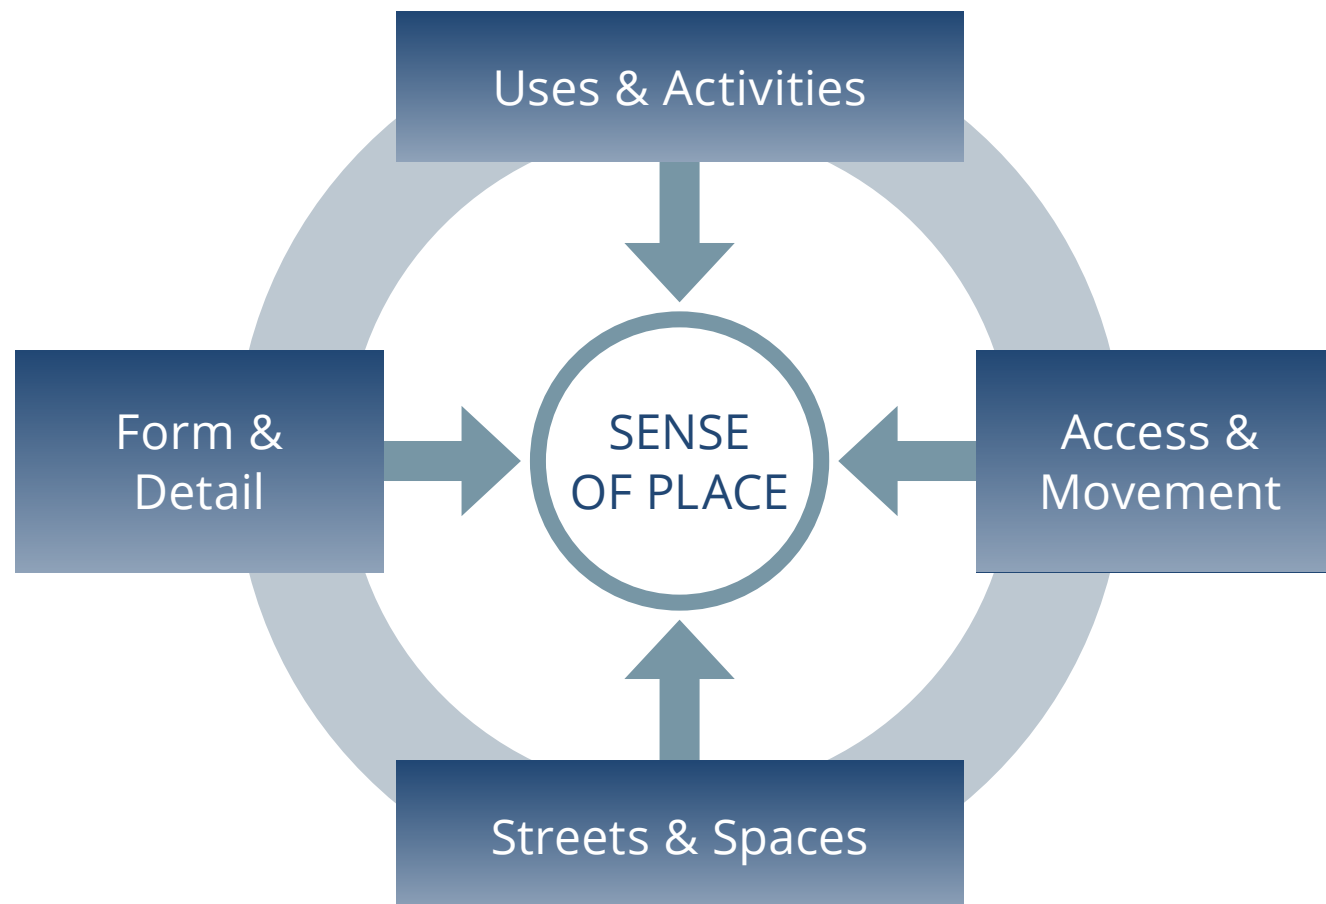 Uses & Activities
Form &
Detail
SENSE
OF PLACE
Access &
Movement
Streets & Spaces